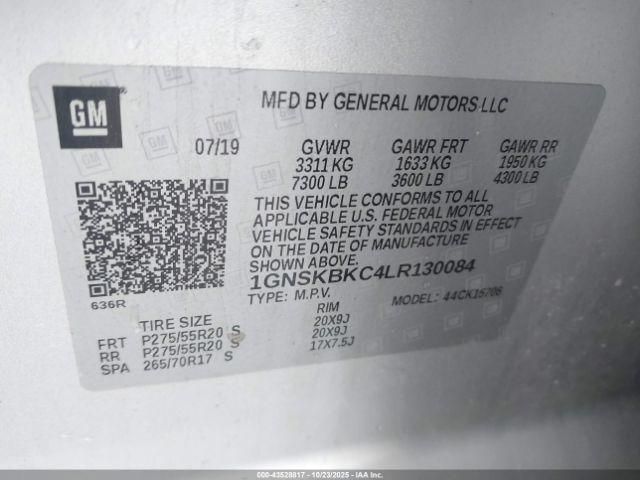 GM
MFD BY GENERAL MOTORS LLC
07/19 GVWR GAWR FRT GAWR RR
3311 KG 1633 KG 1950 KG
7300 LB 3600 LB 4300 LB
THIS VEHICLE CONFORMS TO ALL
APPLICABLE U.S. FEDERAL MOTOR
VEHICLE SAFETY STANDARDS IN EFFECT
ON THE DATE OF MANUFACTURE
SHOWN ABOVE.
1GNSKBKC4LR130084
TYPE: M.P.V. MODEL: 44CK15706
636R
TIRE SIZE RIM
FRT P275/55R20 S 20X9J
RR P275/55R20 S 20X9J
SPA 265/70R17 S 17X7.5J
000-43528817 - 10/23/2025 - IAAI, Inc.